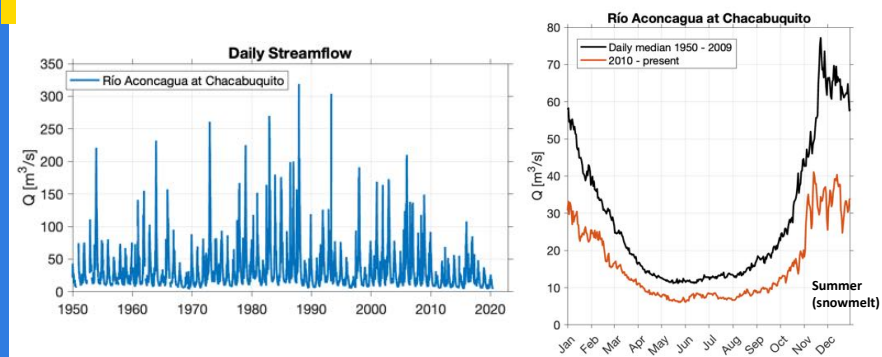 Daily Streamflow
Río Aconcagua at Chacabuquito
Q [m³/s]
350
300
250
200
150
100
50
0
1950
1960
1970
1980
1990
2000
2010
2020
Río Aconcagua at Chacabuquito
Daily median 1950 - 2009
2010 - present
Q [m³/s]
80
70
60
50
40
30
20
10
0
Jan
Feb
Mar
Apr
May
Jun
Jul
Aug
Sep
Oct
Nov
Dec
Summer
(snowmelt)